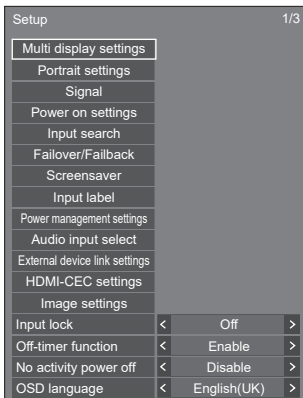 Setup 1/3
Multi display settings
Portrait settings
Signal
Power on settings
Input search
Failover/Failback
Screensaver
Input label
Power management settings
Audio input select
External device link settings
HDMI-CEC settings
Image settings
Input lock < Off >
Off-timer function < Enable >
No activity power off < Disable >
OSD language < English(UK) >